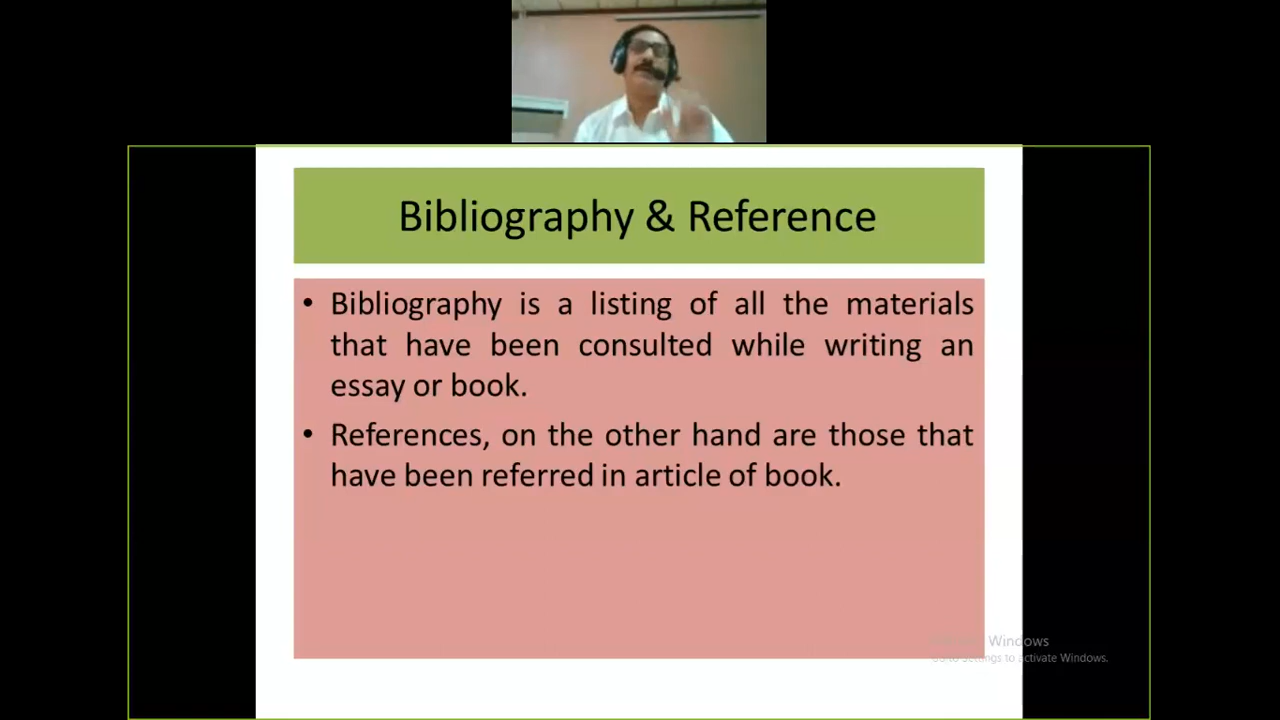 Bibliography & Reference
• Bibliography is a listing of all the materials
that have been consulted while writing an
essay or book.
• References, on the other hand are those that
have been referred in article of book.
Windows
to activate Windows.